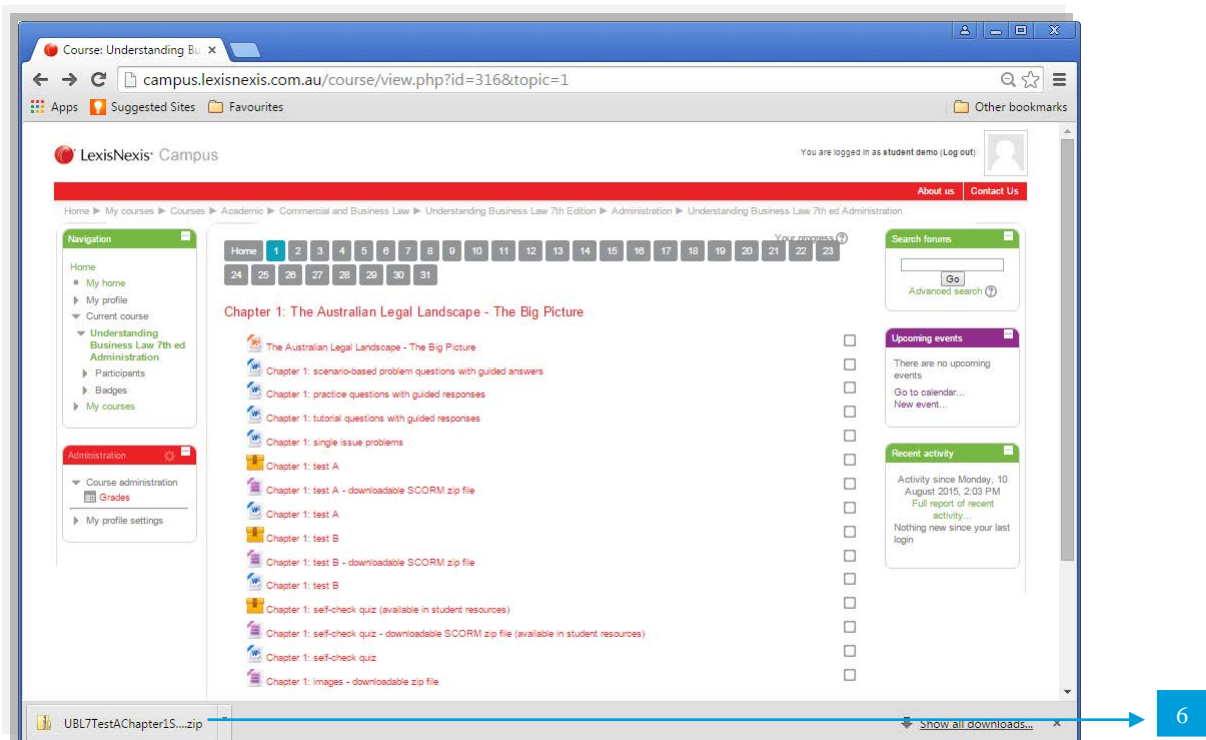 Course: Understanding Bu
campus.lexisnexis.com.au/course/view.php?id=316&topic=1
Apps Suggested Sites Favourites Other bookmarks
LexisNexis Campus
You are logged in as student demo (Log out)
About us Contact Us
Home ► My courses ► Courses ► Academic ► Commercial and Business Law ► Understanding Business Law 7th Edition ► Administration ► Understanding Business Law 7th ed Administration
Navigation
Home
My home
My profile
Current course
Understanding
Business Law 7th ed
Administration
Participants
Badges
My courses
Administration
Course administration
Grades
My profile settings
Your progress
Home 1 2 3 4 5 6 7 8 9 10 11 12 13 14 15 16 17 18 19 20 21 22 23
24 25 26 27 28 29 30 31
Chapter 1: The Australian Legal Landscape - The Big Picture
The Australian Legal Landscape - The Big Picture
Chapter 1: scenario-based problem questions with guided answers
Chapter 1: practice questions with guided responses
Chapter 1: tutorial questions with guided responses
Chapter 1: single issue problems
Chapter 1: test A
Chapter 1: test A - downloadable SCORM zip file
Chapter 1: test A
Chapter 1: test B
Chapter 1: test B - downloadable SCORM zip file
Chapter 1: test B
Chapter 1: self-check quiz (available in student resources)
Chapter 1: self-check quiz - downloadable SCORM zip file (available in student resources)
Chapter 1: self-check quiz
Chapter 1: images - downloadable zip file
Search forums
Go
Advanced search
Upcoming events
There are no upcoming
events
Go to calendar...
New event...
Recent activity
Activity since Monday, 10
August 2015, 2:03 PM
Full report of recent
activity...
Nothing new since your last
login
UBL7TestAChapter1S....zip
Show all downloads...
6